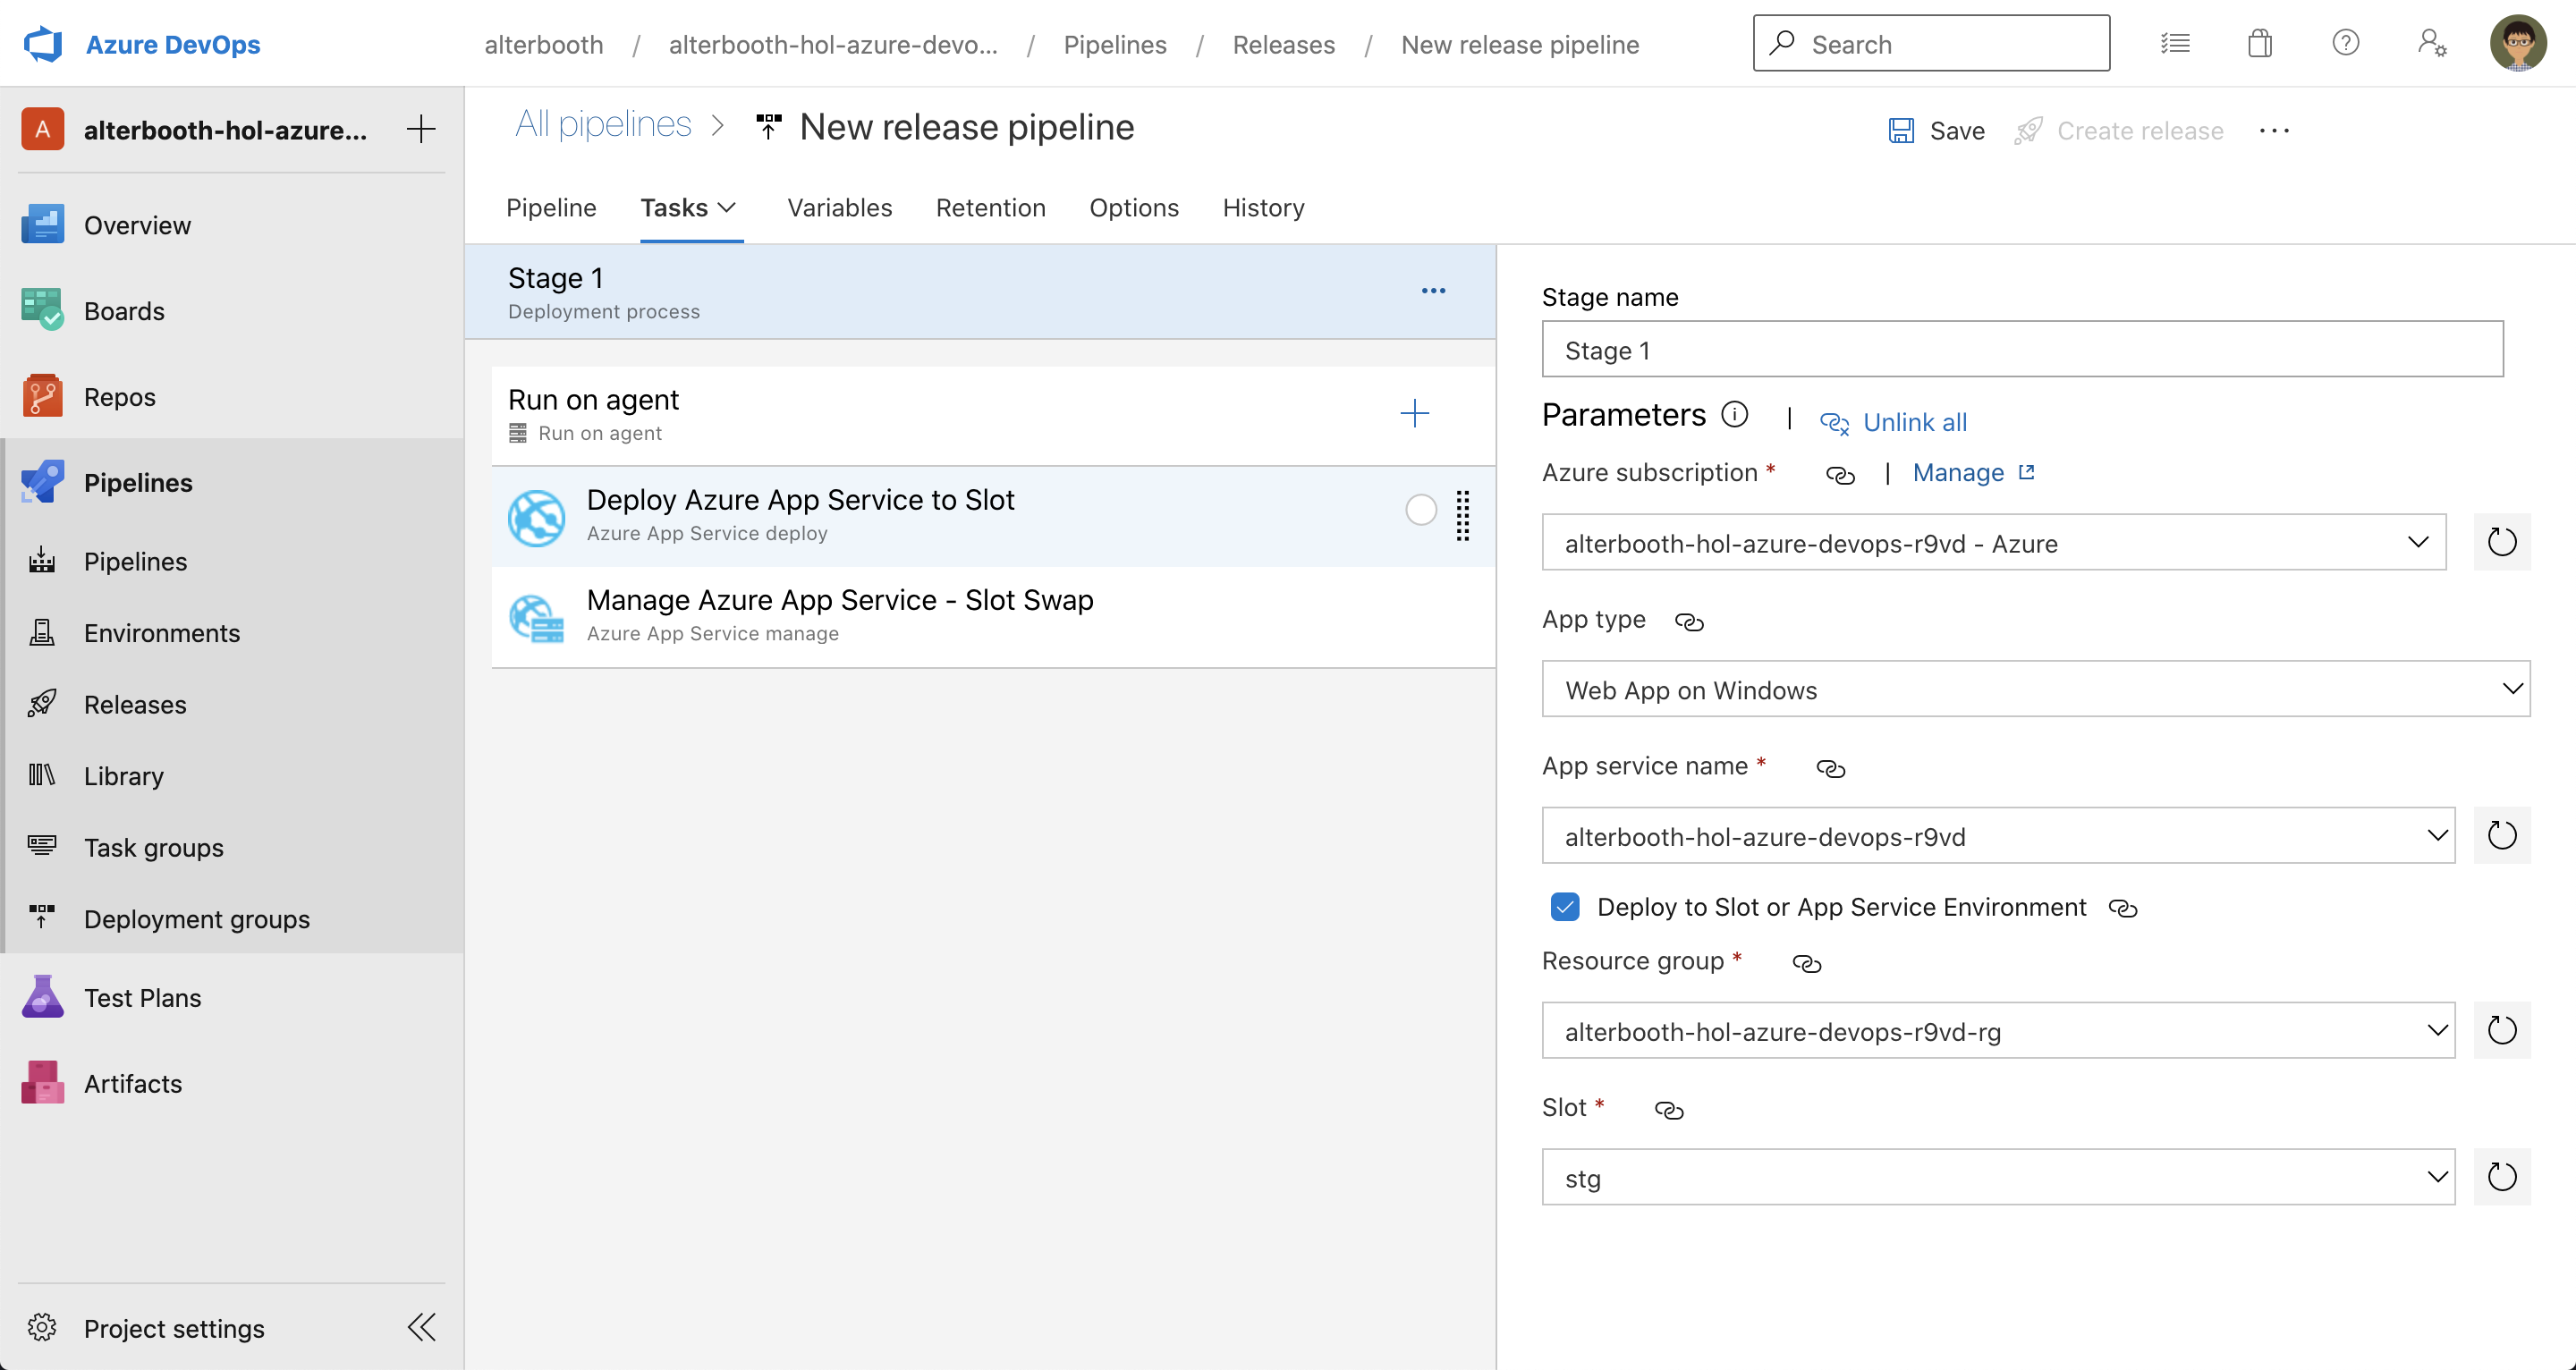 Azure DevOps
alterbooth / alterbooth-hol-azure-devo... / Pipelines / Releases / New release pipeline
Search
A
alterbooth-hol-azure...
Overview
Boards
Repos
Pipelines
Pipelines
Environments
Releases
Library
Task groups
Deployment groups
Test Plans
Artifacts
Project settings
All pipelines > New release pipeline
Save
Create release
Pipeline
Tasks
Variables
Retention
Options
History
Stage 1
Deployment process
Run on agent
Run on agent
Deploy Azure App Service to Slot
Azure App Service deploy
Manage Azure App Service - Slot Swap
Azure App Service manage
Stage name
Stage 1
Parameters | Unlink all
Azure subscription * | Manage
alterbooth-hol-azure-devops-r9vd - Azure
App type
Web App on Windows
App service name *
alterbooth-hol-azure-devops-r9vd
Deploy to Slot or App Service Environment
Resource group *
alterbooth-hol-azure-devops-r9vd-rg
Slot *
stg